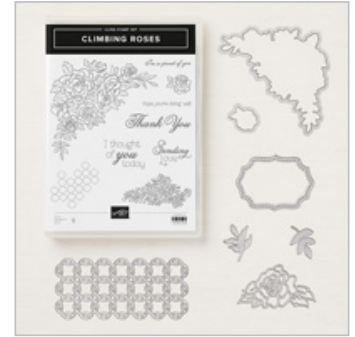 CLIMBING ROSES
I'm so proud of you
hope you're doing well
Thank You
I thought
of you
today
Sending
Love